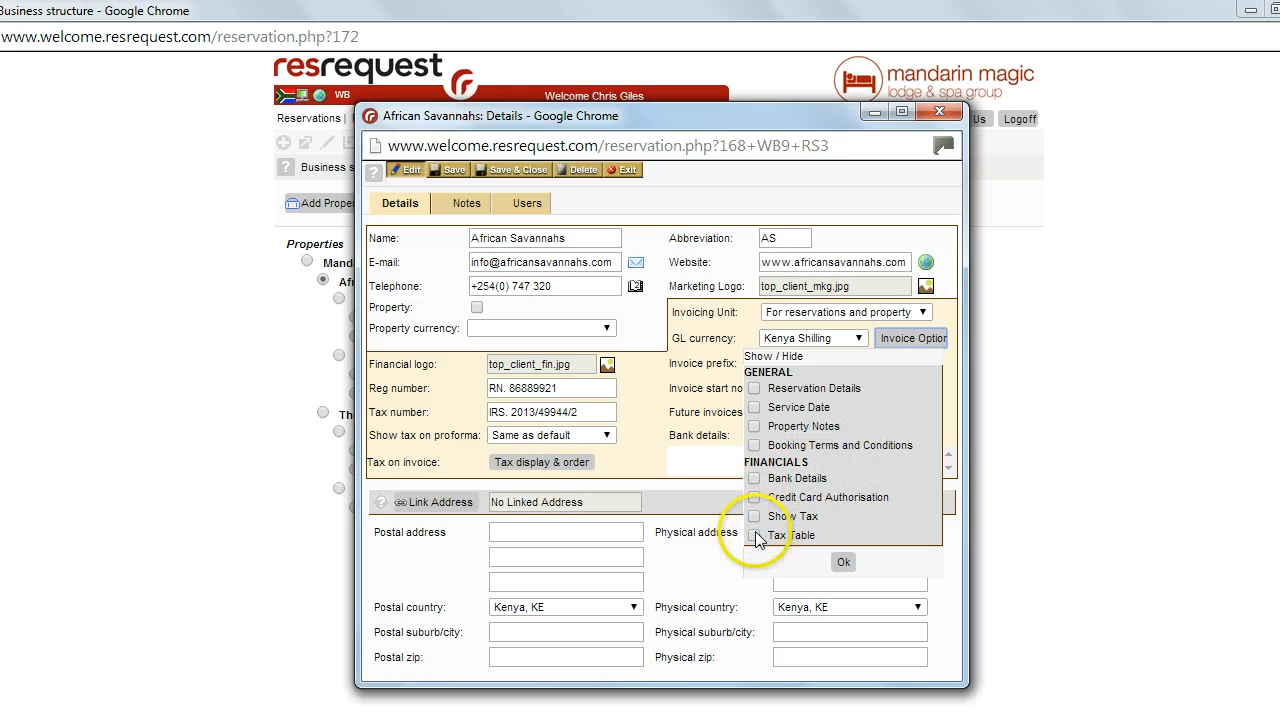 Business structure - Google Chrome
www.welcome.resrequest.com/reservation.php?172
resrequest
mandarin magic
lodge & spa group
WB
Welcome Chris Giles
Reservations |
Us
Logoff
Business s
Add Prope
Properties
Mand
Afr
Th
African Savannahs: Details - Google Chrome
www.welcome.resrequest.com/reservation.php?168+WB9+RS3
Edit Save Save & Close Delete Exit
Details Notes Users
Name: African Savannahs Abbreviation: AS
E-mail: info@africansavannahs.com Website: www.africansavannahs.com
Telephone: +254(0) 747 320 Marketing Logo: top_client_mkg.jpg
Property: Invoicing Unit: For reservations and property
Property currency: GL currency: Kenya Shilling Invoice Option
Financial logo: top_client_fin.jpg Invoice prefix:
Reg number: RN. 86889921 Invoice start no
Tax number: IRS. 2013/49944/2 Future invoices
Show tax on proforma: Same as default Bank details:
Tax on invoice: Tax display & order
Show / Hide
GENERAL
Reservation Details
Service Date
Property Notes
Booking Terms and Conditions
FINANCIALS
Bank Details
Credit Card Authorisation
Show Tax
Tax Table
Ok
Link Address No Linked Address
Postal address Physical address
Postal country: Kenya, KE Physical country: Kenya, KE
Postal suburb/city: Physical suburb/city:
Postal zip: Physical zip: